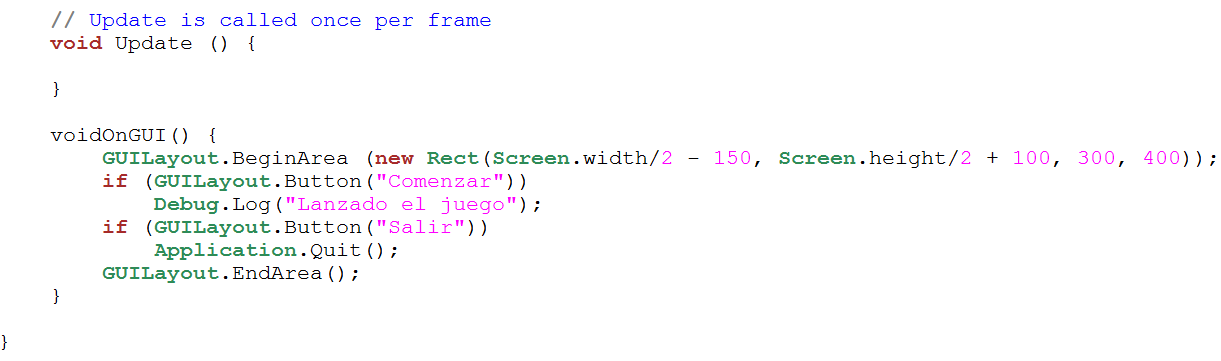 // Update is called once per frame
void Update () {
}
voidOnGUI() {
GUILayout.BeginArea (new Rect(Screen.width/2 - 150, Screen.height/2 + 100, 300, 400));
if (GUILayout.Button("Comenzar"))
Debug.Log("Lanzado el juego");
if (GUILayout.Button("Salir"))
Application.Quit();
GUILayout.EndArea();
}
}